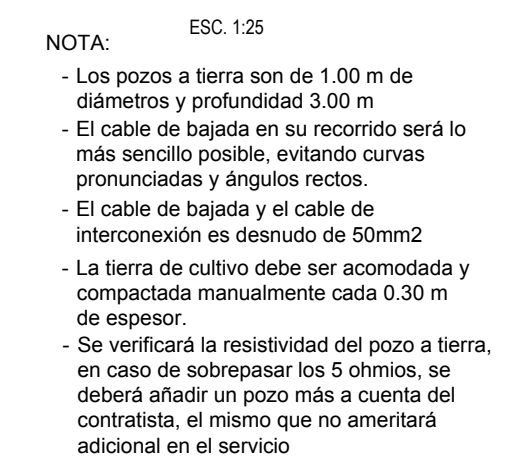 ESC. 1:25
NOTA:
- Los pozos a tierra son de 1.00 m de
diámetros y profundidad 3.00 m
- El cable de bajada en su recorrido será lo
más sencillo posible, evitando curvas
pronunciadas y ángulos rectos.
- El cable de bajada y el cable de
interconexión es desnudo de 50mm2
- La tierra de cultivo debe ser acomodada y
compactada manualmente cada 0.30 m
de espesor.
- Se verificará la resistividad del pozo a tierra,
en caso de sobrepasar los 5 ohmios, se
deberá añadir un pozo más a cuenta del
contratista, el mismo que no ameritará
adicional en el servicio